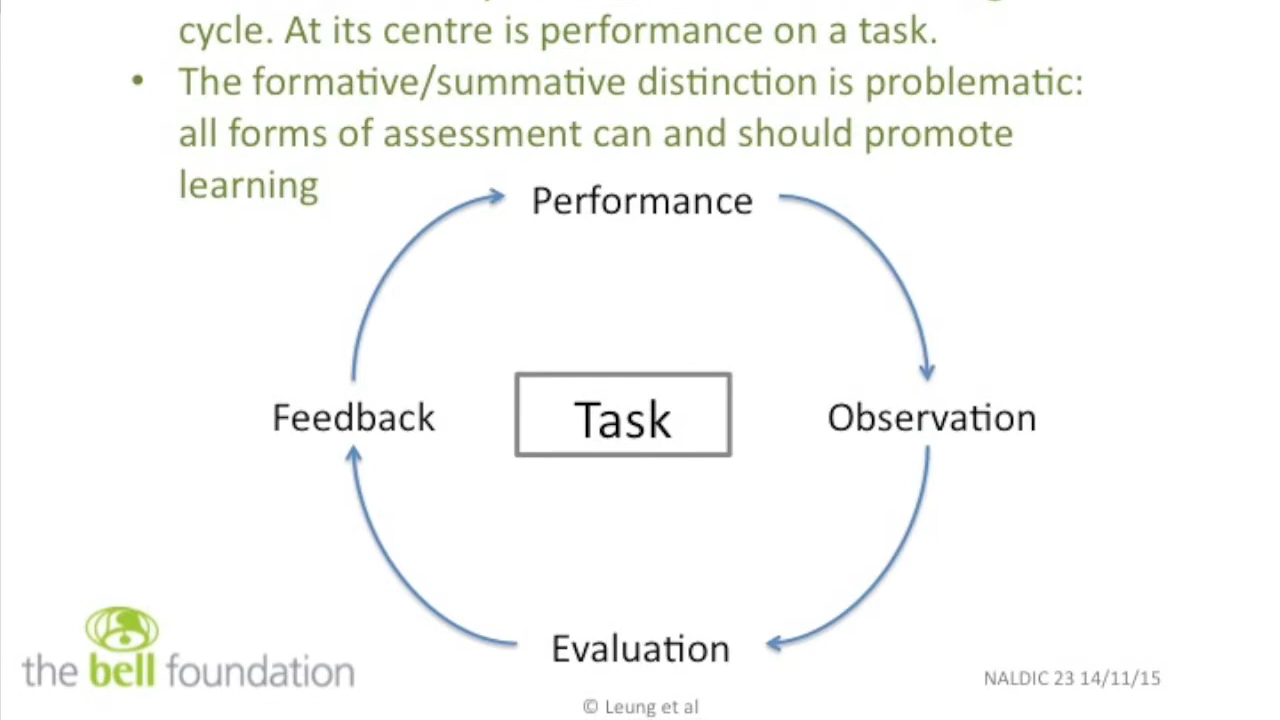 cycle. At its centre is performance on a task.
• The formative/summative distinction is problematic:
all forms of assessment can and should promote
learning
Performance
Feedback
Task
Observation
Evaluation
the bell foundation
NALDIC 23 14/11/15
© Leung et al